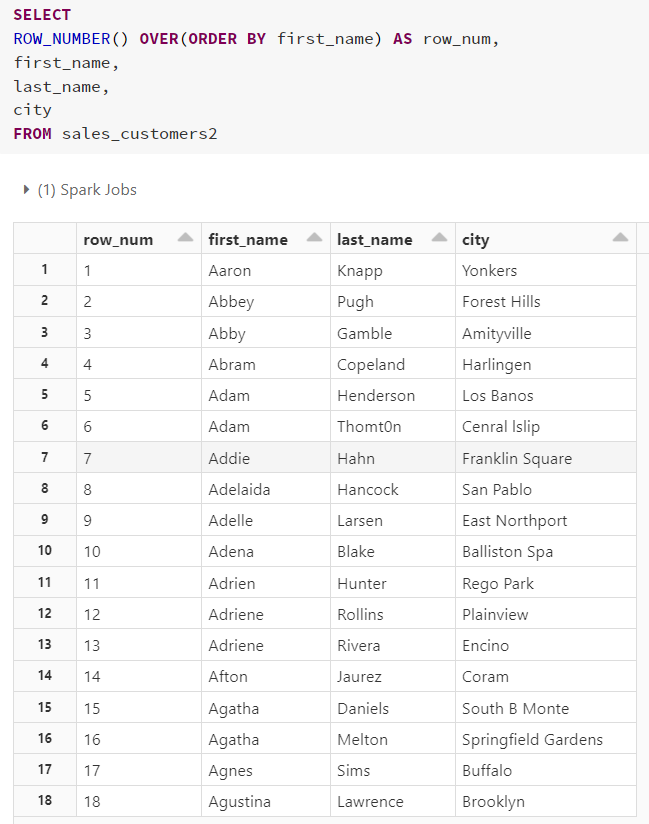 SELECT
ROW_NUMBER() OVER(ORDER BY first_name) AS row_num,
first_name,
last_name,
city
FROM sales_customers2
(1) Spark Jobs
row_num first_name last_name city
1 1 Aaron Knapp Yonkers
2 2 Abbey Pugh Forest Hills
3 3 Abby Gamble Amityville
4 4 Abram Copeland Harlingen
5 5 Adam Henderson Los Banos
6 6 Adam Thomt0n Cenral Islip
7 7 Addie Hahn Franklin Square
8 8 Adelaida Hancock San Pablo
9 9 Adelle Larsen East Northport
10 10 Adena Blake Balliston Spa
11 11 Adrien Hunter Rego Park
12 12 Adriene Rollins Plainview
13 13 Adriene Rivera Encino
14 14 Afton Jaurez Coram
15 15 Agatha Daniels South B Monte
16 16 Agatha Melton Springfield Gardens
17 17 Agnes Sims Buffalo
18 18 Agustina Lawrence Brooklyn